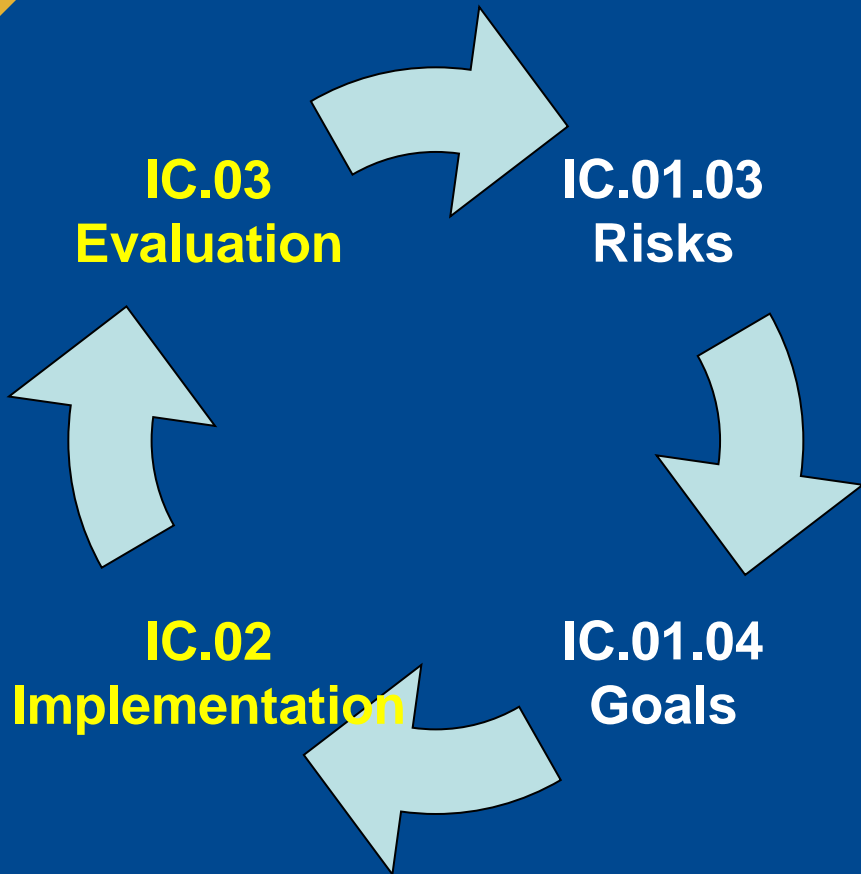 IC.03
Evaluation
IC.01.03
Risks
IC.02
Implementation
IC.01.04
Goals